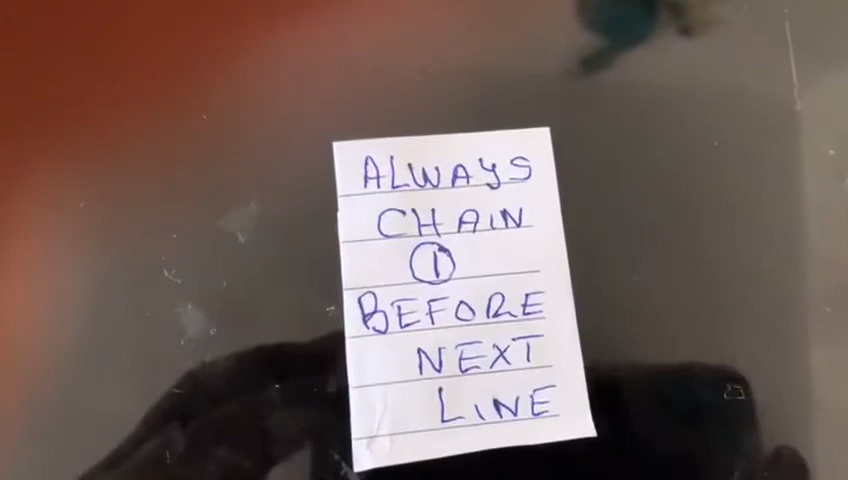 ALWAYS
CHAIN
①
BEFORE
NEXT
LINE